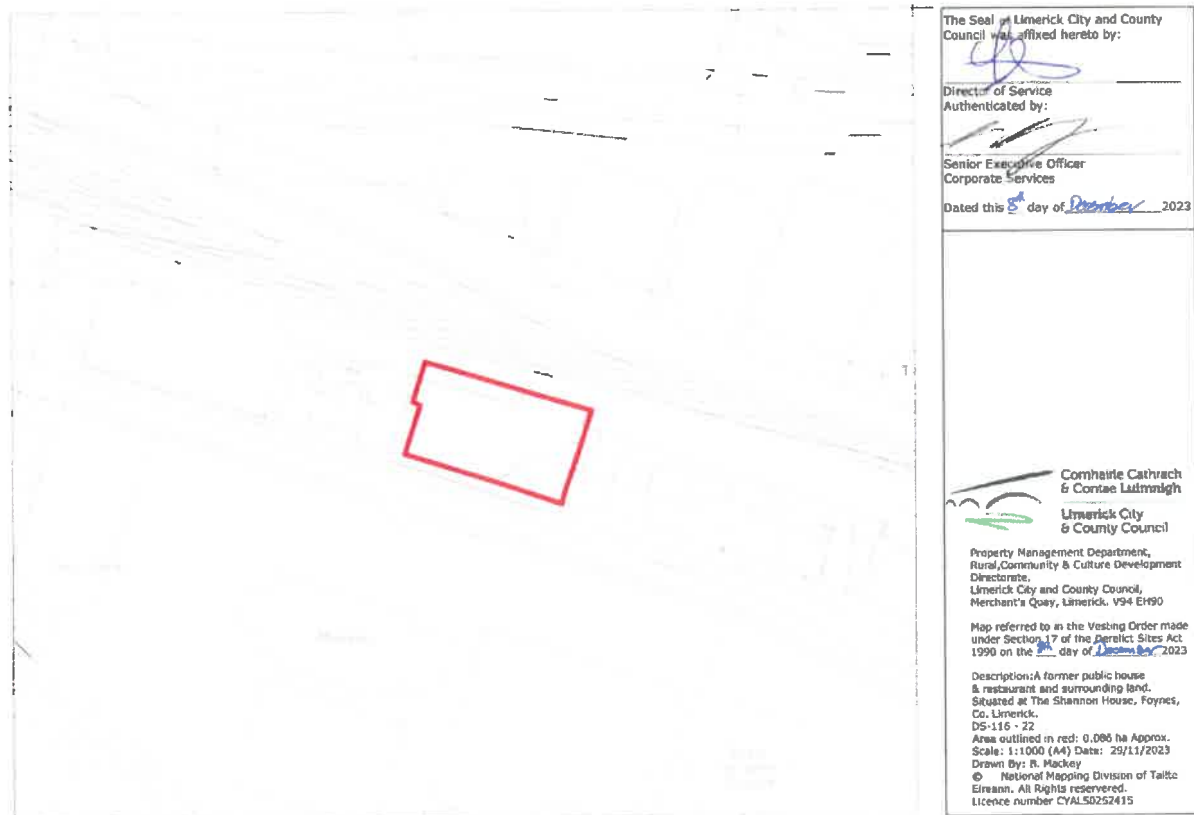 The Seal of Limerick City and County
Council was affixed hereto by:
Director of Service
Authenticated by:
Senior Executive Officer
Corporate Services
Dated this 8th day of December 2023
Comhairle Cathrach
& Contae Luimnigh
Limerick City
& County Council
Property Management Department,
Rural,Community & Culture Development
Directorate,
Limerick City and County Council,
Merchant's Quay, Limerick. V94 EH90
Map referred to in the Vesting Order made
under Section 17 of the Derelict Sites Act
1990 on the 8th day of December 2023
Description:A former public house
& restaurant and surrounding land.
Situated at The Shannon House, Foynes,
Co. Limerick.
DS-116 - 22
Area outlined in red: 0.086 ha Approx.
Scale: 1:1000 (A4) Date: 29/11/2023
Drawn By: B. Mackey
© National Mapping Division of Tailte
Eireann. All Rights reservered.
Licence number CYAL50252415